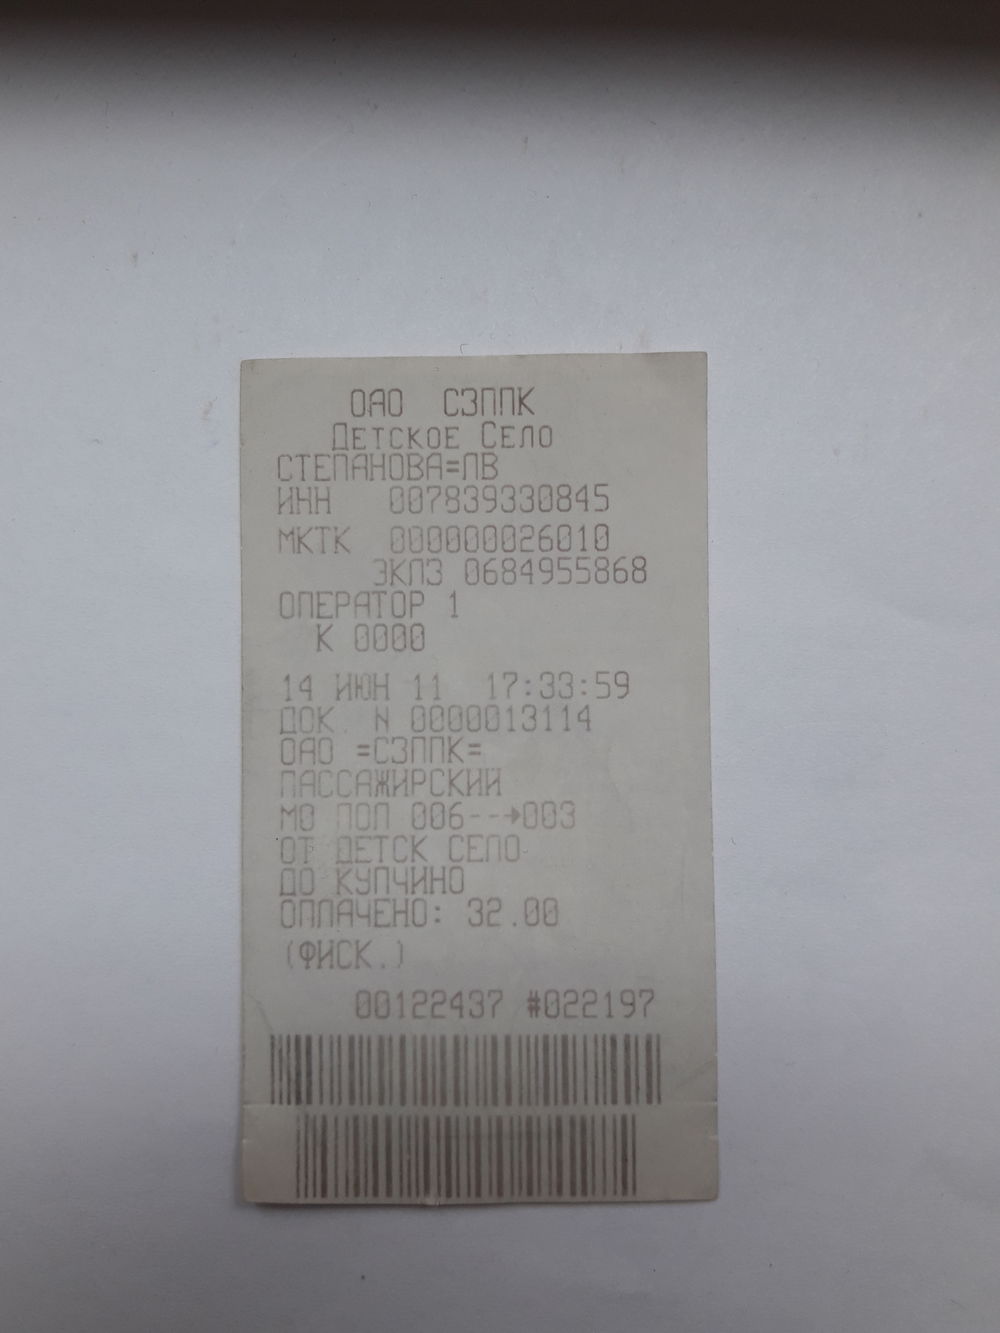 ОАО СЗППК
Детское Село
СТЕПАНОВА=ЛВ
ИНН 007839330845
МКТК 000000026010
ЭКЛЗ 0684955868
ОПЕРАТОР 1
К 0000
14 ИЮН 11 17:33:59
ДОК. N 0000013114
ОАО =СЗППК=
ПАССАЖИРСКИЙ
МО ПОП 006--→003
ОТ ДЕТСК СЕЛО
ДО КУПЧИНО
ОПЛАЧЕНО: 32.00
(ФИСК.)
00122437 #022197